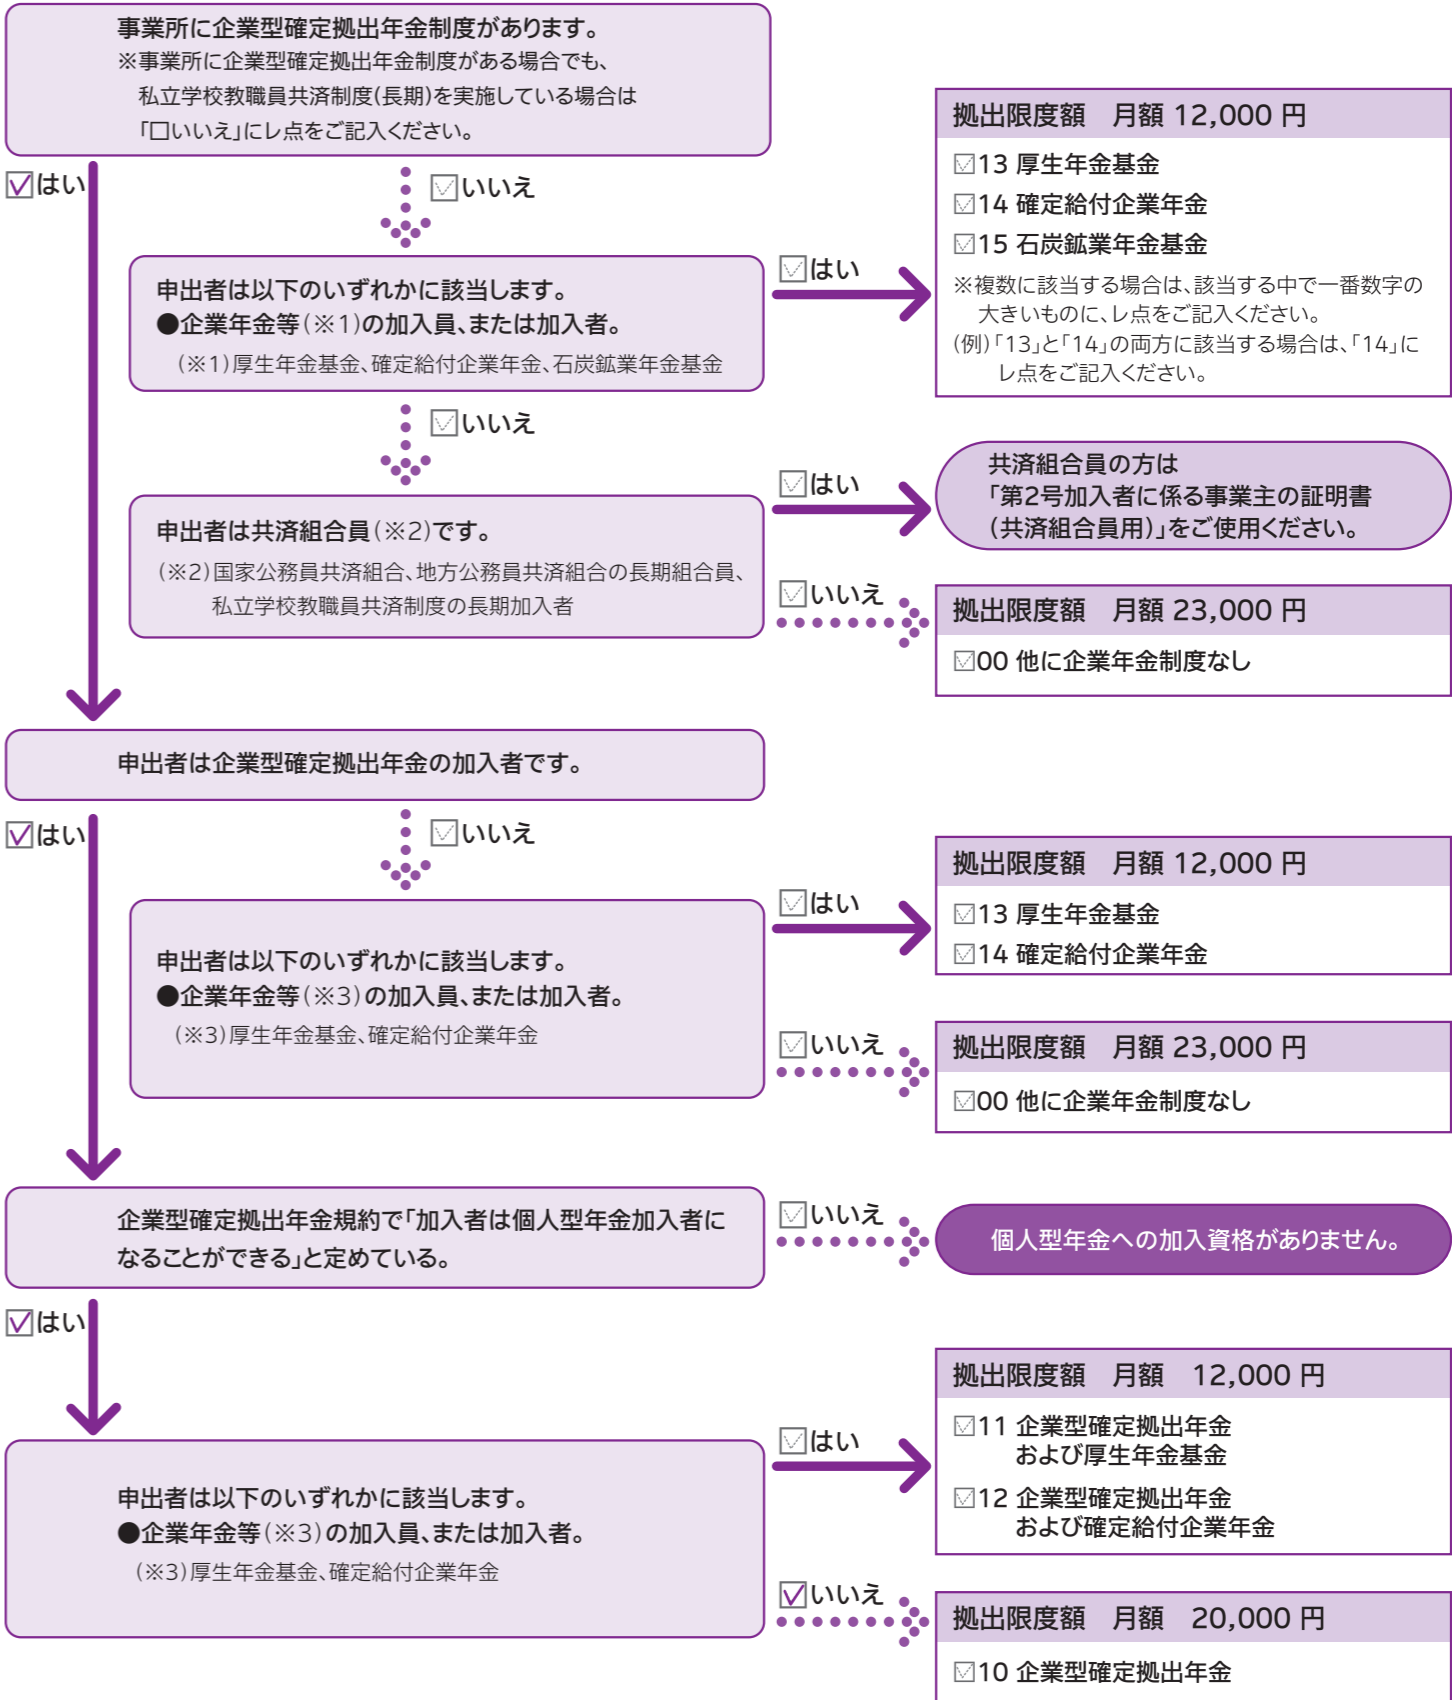 事業所に企業型確定拠出年金制度があります。
※事業所に企業型確定拠出年金制度がある場合でも、
私立学校教職員共済制度(長期)を実施している場合は
「□いいえ」にレ点をご記入ください。
はい
いいえ
申出者は以下のいずれかに該当します。
●企業年金等(※1)の加入員、または加入者。
(※1)厚生年金基金、確定給付企業年金、石炭鉱業年金基金
はい
拠出限度額 月額 12,000 円
13 厚生年金基金
14 確定給付企業年金
15 石炭鉱業年金基金
※複数に該当する場合は、該当する中で一番数字の
大きいものに、レ点をご記入ください。
(例)「13」と「14」の両方に該当する場合は、「14」に
レ点をご記入ください。
いいえ
申出者は共済組合員(※2)です。
(※2)国家公務員共済組合、地方公務員共済組合の長期組合員、
私立学校教職員共済制度の長期加入者
はい
共済組合員の方は
「第2号加入者に係る事業主の証明書
(共済組合員用)」をご使用ください。
いいえ
拠出限度額 月額 23,000 円
00 他に企業年金制度なし
申出者は企業型確定拠出年金の加入者です。
はい
いいえ
申出者は以下のいずれかに該当します。
●企業年金等(※3)の加入員、または加入者。
(※3)厚生年金基金、確定給付企業年金
はい
拠出限度額 月額 12,000 円
13 厚生年金基金
14 確定給付企業年金
いいえ
拠出限度額 月額 23,000 円
00 他に企業年金制度なし
企業型確定拠出年金規約で「加入者は個人型年金加入者に
なることができる」と定めている。
いいえ
個人型年金への加入資格がありません。
はい
申出者は以下のいずれかに該当します。
●企業年金等(※3)の加入員、または加入者。
(※3)厚生年金基金、確定給付企業年金
はい
拠出限度額 月額 12,000 円
11 企業型確定拠出年金
および厚生年金基金
12 企業型確定拠出年金
および確定給付企業年金
いいえ
拠出限度額 月額 20,000 円
10 企業型確定拠出年金